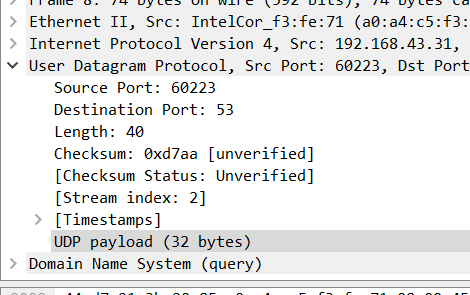 Frame 8: 74 bytes on wire (592 bits), 74 bytes ca
Ethernet II, Src: IntelCor_f3:fe:71 (a0:a4:c5:f3:
Internet Protocol Version 4, Src: 192.168.43.31,
User Datagram Protocol, Src Port: 60223, Dst Port
Source Port: 60223
Destination Port: 53
Length: 40
Checksum: 0xd7aa [unverified]
[Checksum Status: Unverified]
[Stream index: 2]
[Timestamps]
UDP payload (32 bytes)
Domain Name System (query)